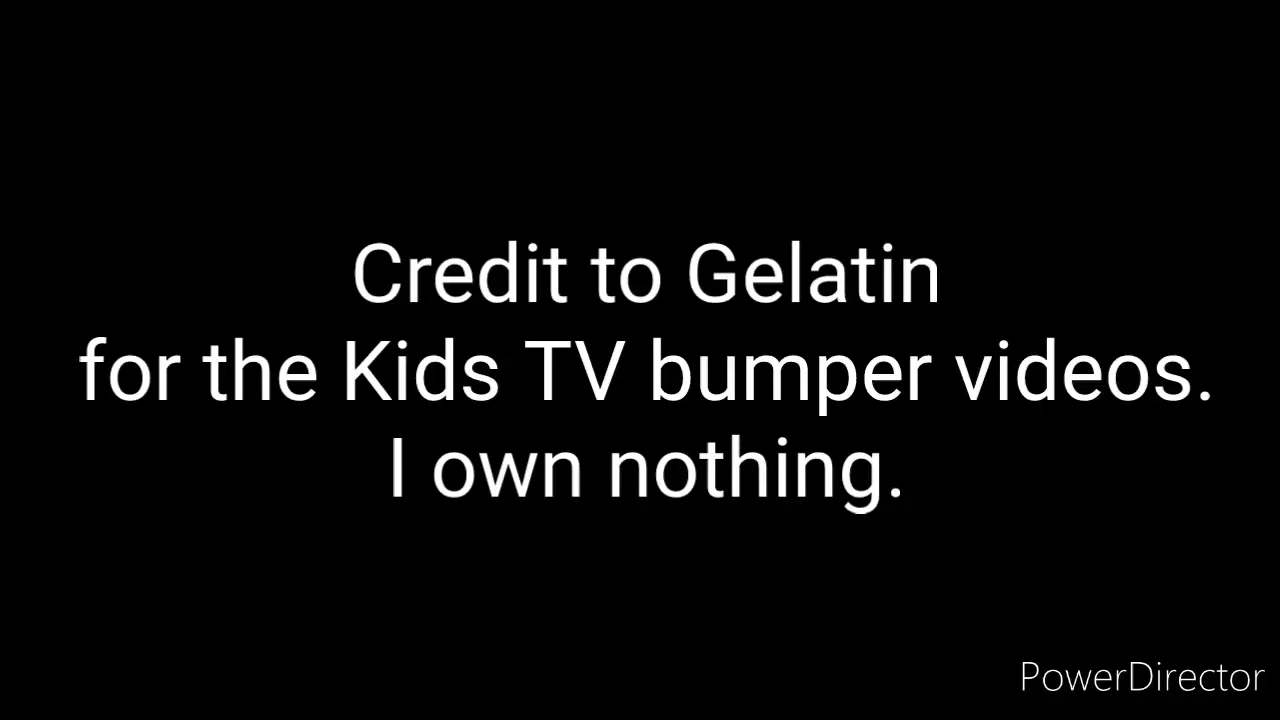 Credit to Gelatin
for the Kids TV bumper videos.
I own nothing.
PowerDirector